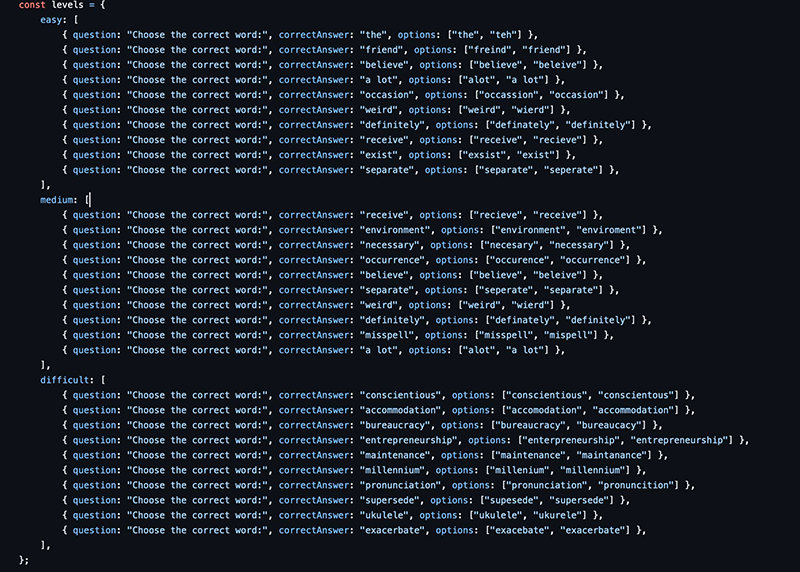 const levels = {
easy: [
{ question: "Choose the correct word:", correctAnswer: "the", options: ["the", "teh"] },
{ question: "Choose the correct word:", correctAnswer: "friend", options: ["freind", "friend"] },
{ question: "Choose the correct word:", correctAnswer: "believe", options: ["believe", "beleive"] },
{ question: "Choose the correct word:", correctAnswer: "a lot", options: ["alot", "a lot"] },
{ question: "Choose the correct word:", correctAnswer: "occasion", options: ["occassion", "occasion"] },
{ question: "Choose the correct word:", correctAnswer: "weird", options: ["weird", "wierd"] },
{ question: "Choose the correct word:", correctAnswer: "definitely", options: ["definately", "definitely"] },
{ question: "Choose the correct word:", correctAnswer: "receive", options: ["receive", "recieve"] },
{ question: "Choose the correct word:", correctAnswer: "exist", options: ["exsist", "exist"] },
{ question: "Choose the correct word:", correctAnswer: "separate", options: ["separate", "seperate"] },
],
medium: [
{ question: "Choose the correct word:", correctAnswer: "receive", options: ["recieve", "receive"] },
{ question: "Choose the correct word:", correctAnswer: "environment", options: ["environment", "enviroment"] },
{ question: "Choose the correct word:", correctAnswer: "necessary", options: ["necesary", "necessary"] },
{ question: "Choose the correct word:", correctAnswer: "occurrence", options: ["occurence", "occurrence"] },
{ question: "Choose the correct word:", correctAnswer: "believe", options: ["believe", "beleive"] },
{ question: "Choose the correct word:", correctAnswer: "separate", options: ["seperate", "separate"] },
{ question: "Choose the correct word:", correctAnswer: "weird", options: ["weird", "wierd"] },
{ question: "Choose the correct word:", correctAnswer: "definitely", options: ["definately", "definitely"] },
{ question: "Choose the correct word:", correctAnswer: "misspell", options: ["misspell", "mispell"] },
{ question: "Choose the correct word:", correctAnswer: "a lot", options: ["alot", "a lot"] },
],
difficult: [
{ question: "Choose the correct word:", correctAnswer: "conscientious", options: ["conscientious", "conscientous"] },
{ question: "Choose the correct word:", correctAnswer: "accommodation", options: ["accomodation", "accommodation"] },
{ question: "Choose the correct word:", correctAnswer: "bureaucracy", options: ["bureaucracy", "bureaucacy"] },
{ question: "Choose the correct word:", correctAnswer: "entrepreneurship", options: ["enterpreneurship", "entrepreneurship"] },
{ question: "Choose the correct word:", correctAnswer: "maintenance", options: ["maintenance", "maintanance"] },
{ question: "Choose the correct word:", correctAnswer: "millennium", options: ["millenium", "millennium"] },
{ question: "Choose the correct word:", correctAnswer: "pronunciation", options: ["pronunciation", "pronuncition"] },
{ question: "Choose the correct word:", correctAnswer: "supersede", options: ["supesede", "supersede"] },
{ question: "Choose the correct word:", correctAnswer: "ukulele", options: ["ukulele", "ukurele"] },
{ question: "Choose the correct word:", correctAnswer: "exacerbate", options: ["exacebate", "exacerbate"] },
],
};